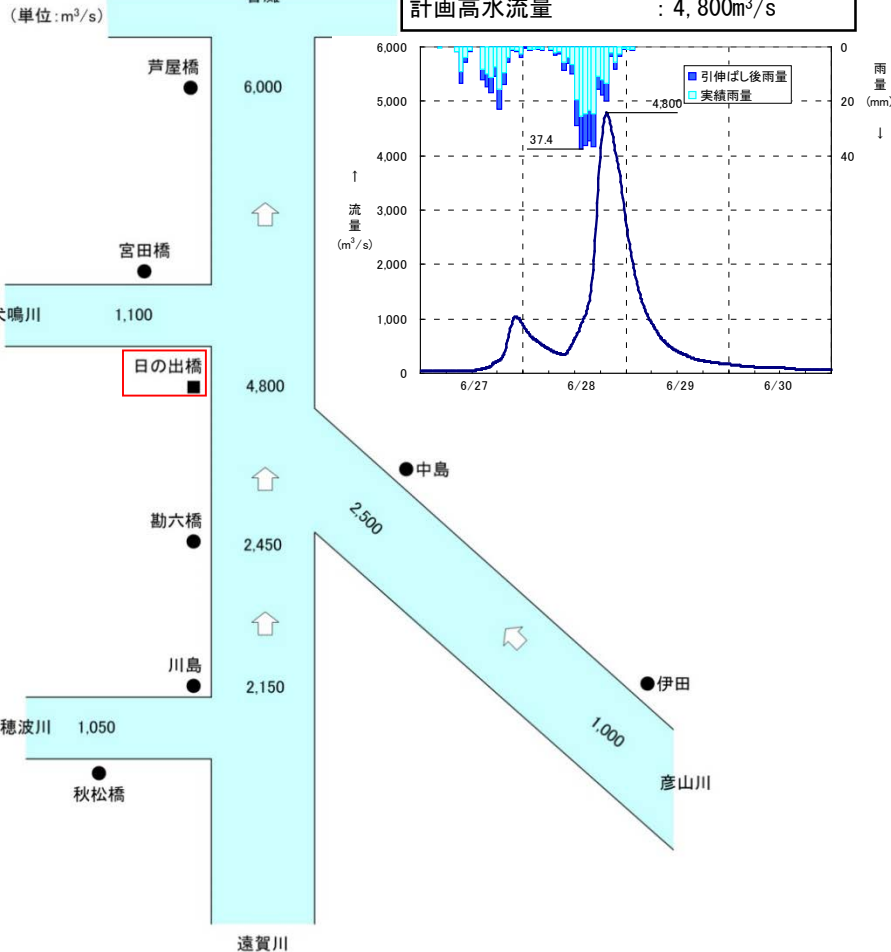 (単位:m³/s)
計画高水流量 : 4,800m³/s
芦屋橋
6,000
宮田橋
1,100
日の出橋
4,800
中島
2,500
勘六橋
2,450
川島
2,150
穂波川 1,050
秋松橋
伊田
1,000
彦山川
遠賀川
6,000
5,000
4,000
3,000
2,000
1,000
0
↑
流量
(m³/s)
引伸ばし後雨量
実績雨量
4,800
37.4
0
20
40
雨量
(mm)
↓
6/27 6/28 6/29 6/30